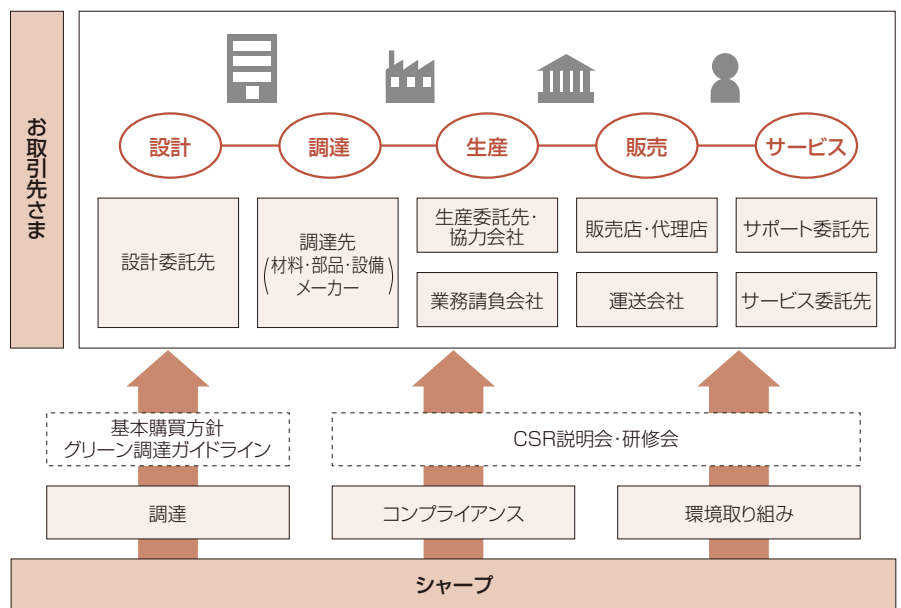 お取引先さま
設計
調達
生産
販売
サービス
設計委託先
調達先
(材料・部品・設備
メーカー)
生産委託先・
協力会社
業務請負会社
販売店・代理店
運送会社
サポート委託先
サービス委託先
基本購買方針
グリーン調達ガイドライン
CSR説明会・研修会
調達
コンプライアンス
環境取り組み
シャープ